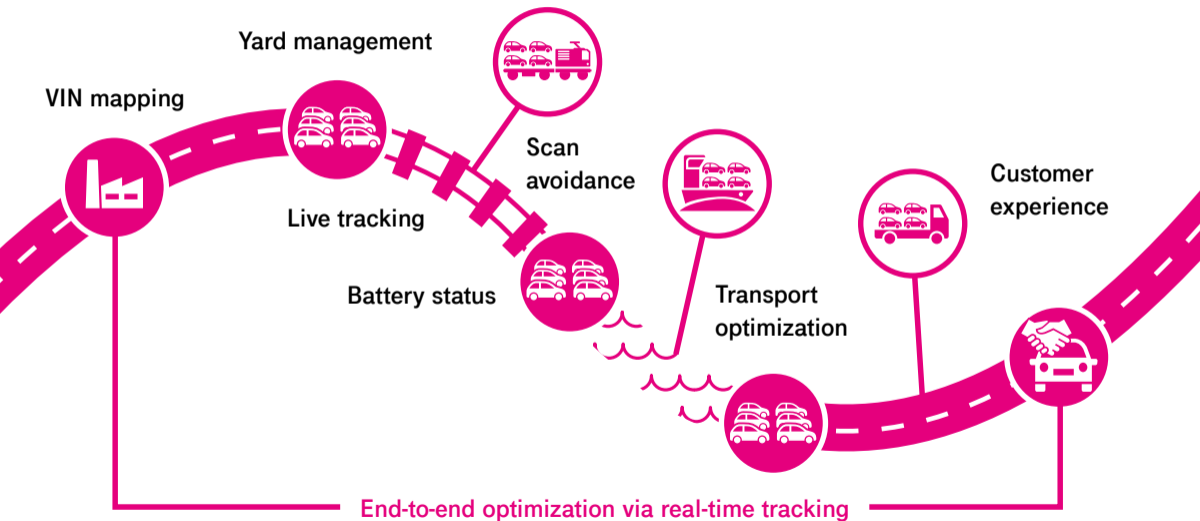 Yard management
VIN mapping
Scan
avoidance
Customer
experience
Live tracking
Battery status
Transport
optimization
End-to-end optimization via real-time tracking